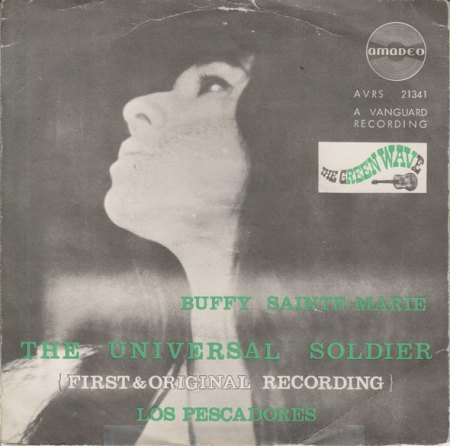 amadeo
AVRS 21341
A VANGUARD
RECORDING
THE GREEN WAVE
BUFFY SAINTE-MARIE
THE UNIVERSAL SOLDIER
{FIRST & ORIGINAL RECORDING}
LOS PESCADORES